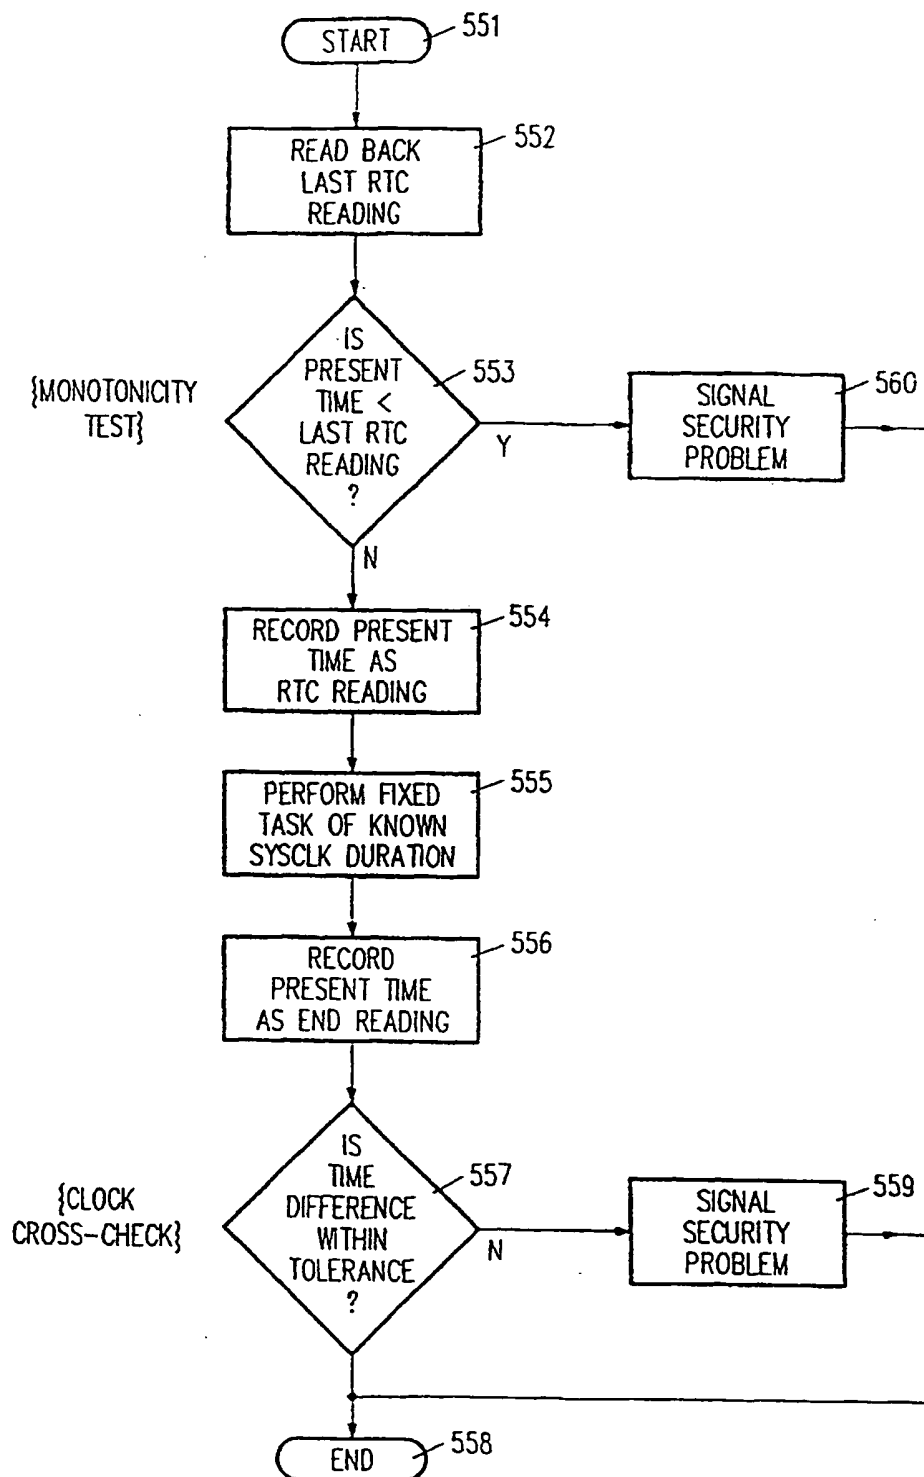 START
551
READ BACK
LAST RTC
READING
552
{MONOTONICITY
TEST}
IS
PRESENT
TIME <
LAST RTC
READING
?
553
Y
SIGNAL
SECURITY
PROBLEM
560
N
RECORD PRESENT
TIME AS
RTC READING
554
PERFORM FIXED
TASK OF KNOWN
SYSCLK DURATION
555
RECORD
PRESENT TIME
AS END READING
556
{CLOCK
CROSS-CHECK}
IS
TIME
DIFFERENCE
WITHIN
TOLERANCE
?
557
N
SIGNAL
SECURITY
PROBLEM
559
END
558